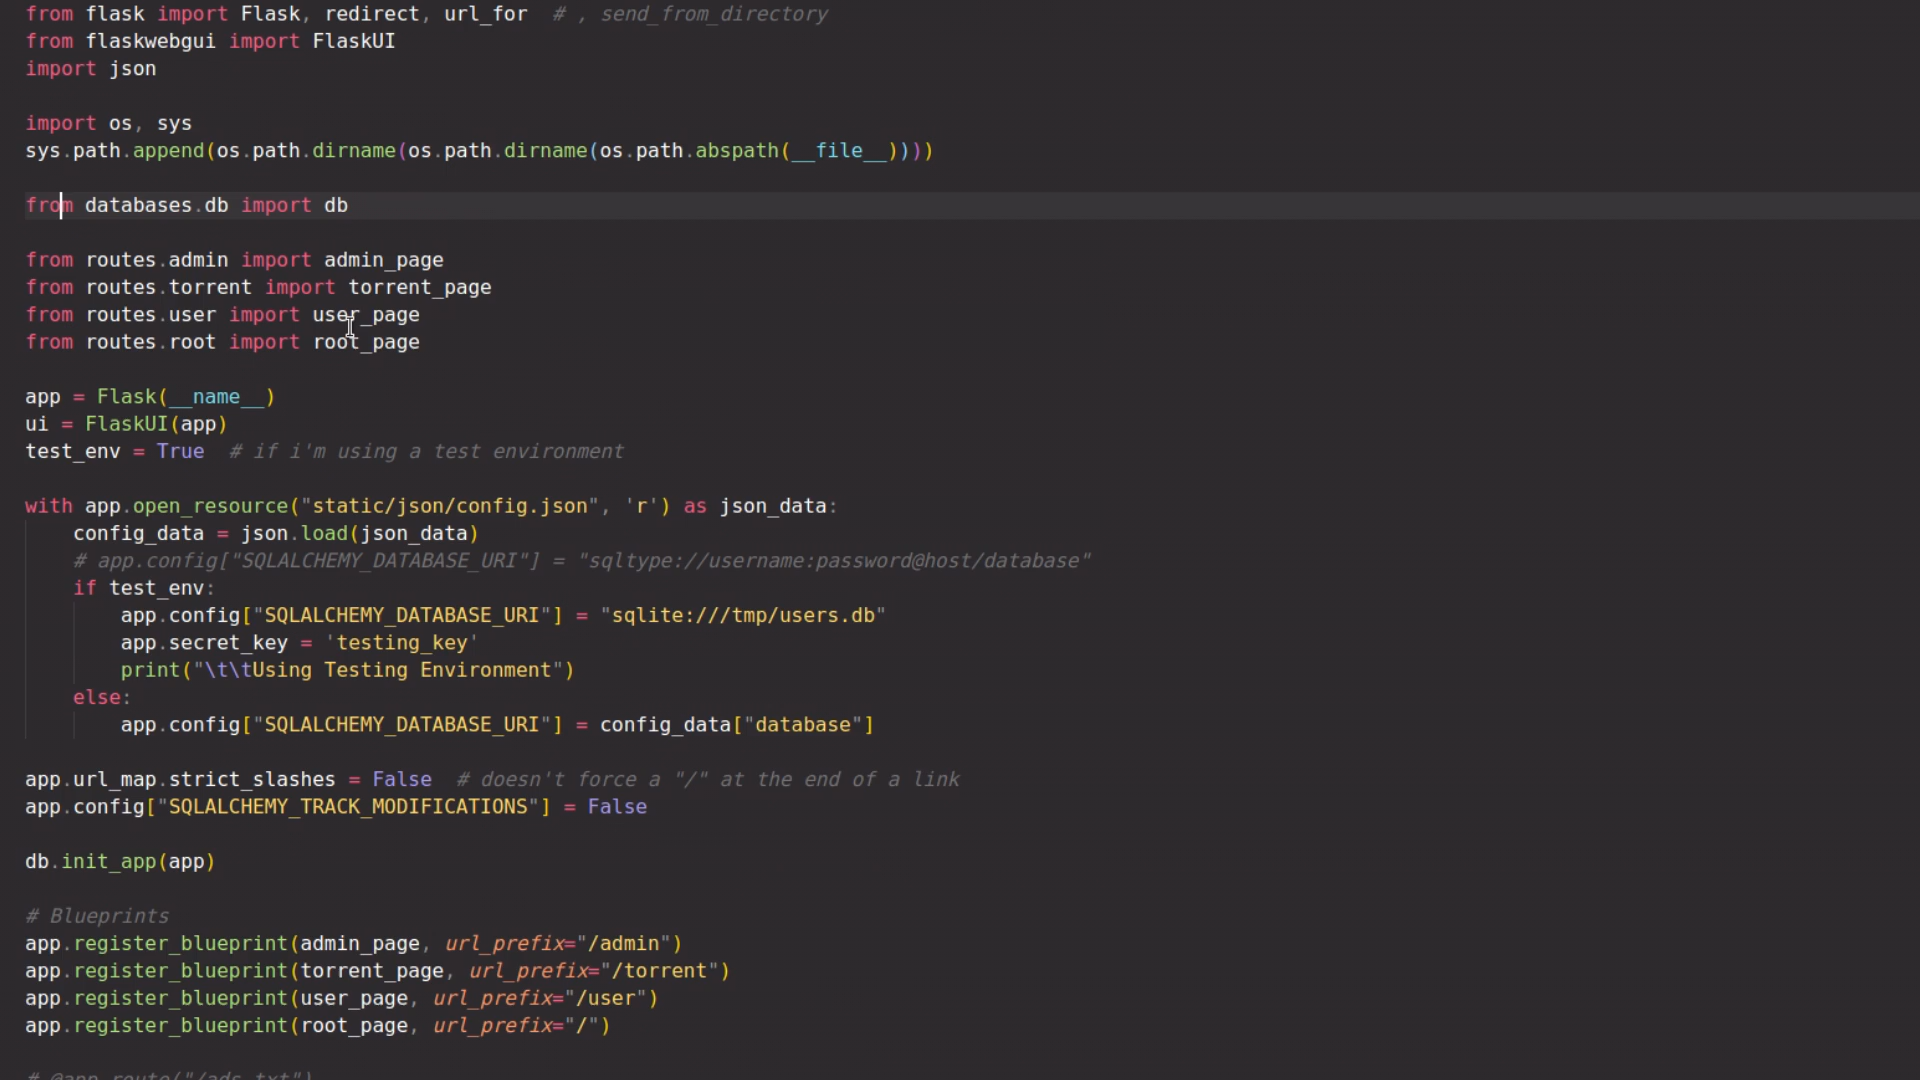 from flask import Flask, redirect, url_for  # , send_from_directory
from flaskwebgui import FlaskUI
import json
import os, sys
sys.path.append(os.path.dirname(os.path.dirname(os.path.abspath(__file__))))
from databases.db import db
from routes.admin import admin_page
from routes.torrent import torrent_page
from routes.user import user_page
from routes.root import root_page
app = Flask(__name__)
ui = FlaskUI(app)
test_env = True  # if i'm using a test environment
with app.open_resource("static/json/config.json", 'r') as json_data:
    config_data = json.load(json_data)
    # app.config["SQLALCHEMY_DATABASE_URI"] = "sqltype://username:password@host/database"
    if test_env:
        app.config["SQLALCHEMY_DATABASE_URI"] = "sqlite:///tmp/users.db"
        app.secret_key = 'testing_key'
        print("\t\tUsing Testing Environment")
    else:
        app.config["SQLALCHEMY_DATABASE_URI"] = config_data["database"]
app.url_map.strict_slashes = False  # doesn't force a "/" at the end of a link
app.config["SQLALCHEMY_TRACK_MODIFICATIONS"] = False
db.init_app(app)
# Blueprints
app.register_blueprint(admin_page, url_prefix="/admin")
app.register_blueprint(torrent_page, url_prefix="/torrent")
app.register_blueprint(user_page, url_prefix="/user")
app.register_blueprint(root_page, url_prefix="/")
# @app.route("/ads.txt")